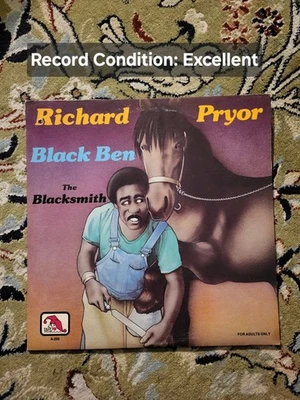 Record Condition: Excellent
Richard Pryor
Black Ben
The
Blacksmith
FOR ADULTS ONLY